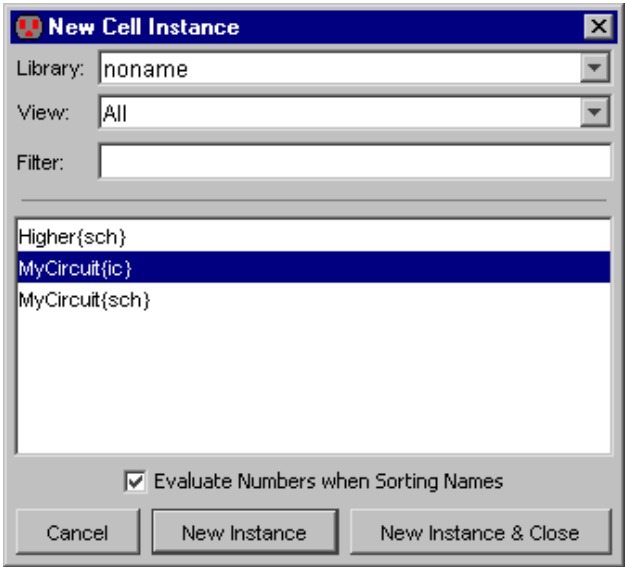 New Cell Instance
Library: noname
View: All
Filter:
Higher{sch}
MyCircuit{ic}
MyCircuit{sch}
Evaluate Numbers when Sorting Names
Cancel New Instance New Instance & Close